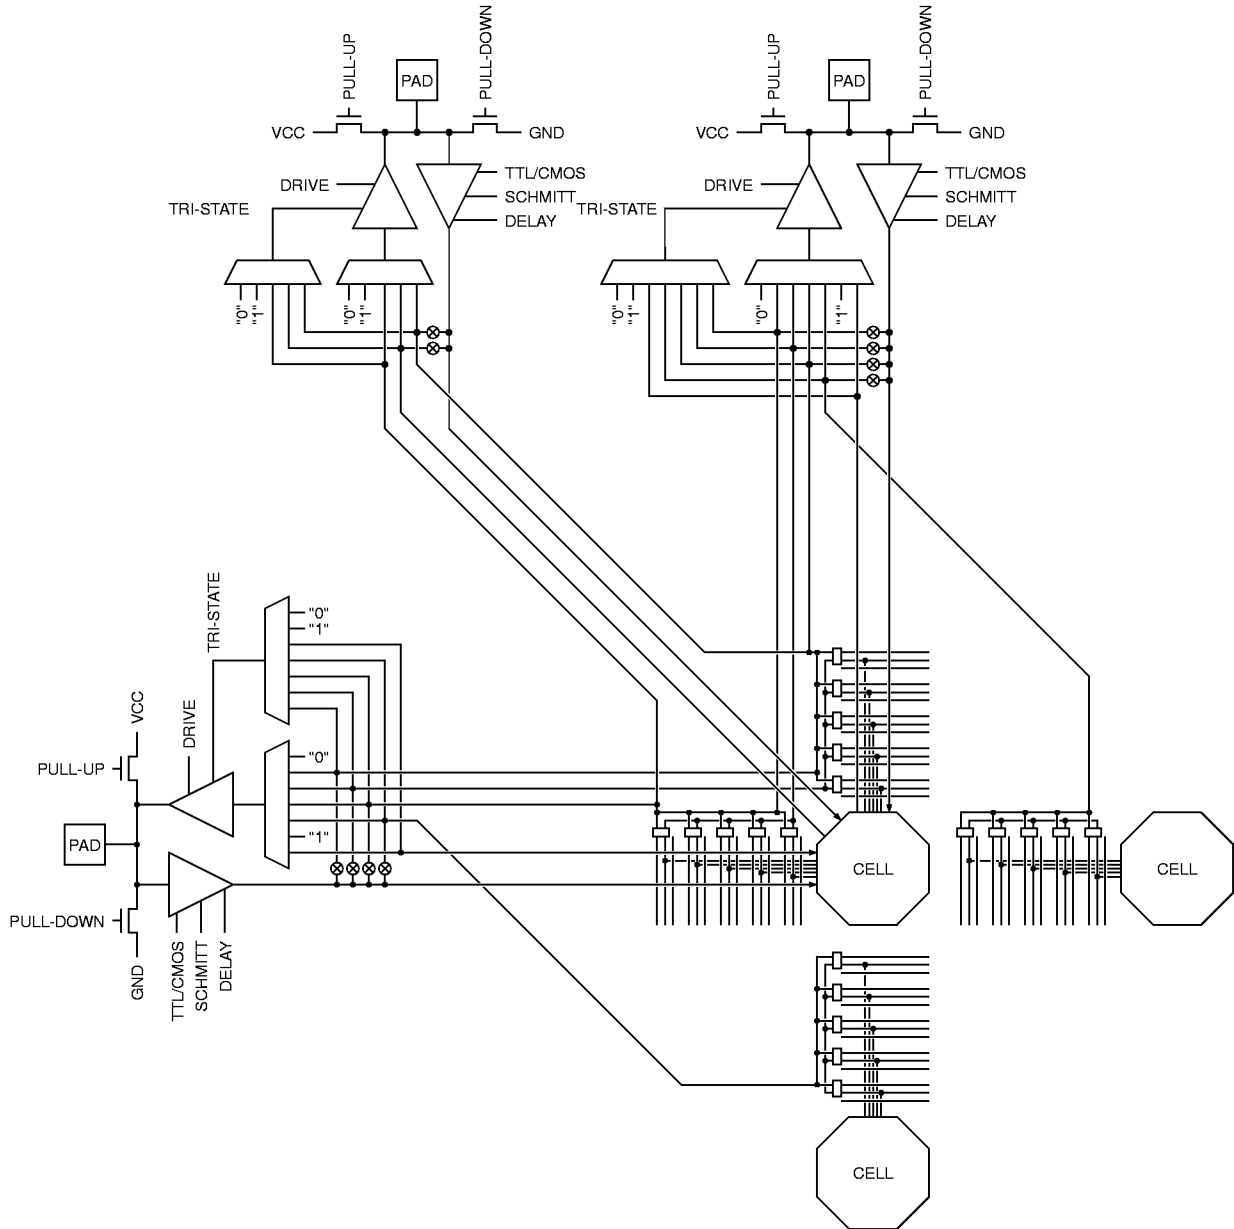 PULL-UP
PAD
PULL-DOWN
VCC
GND
DRIVE
TRI-STATE
TTL/CMOS
SCHMITT
DELAY
"0"
"1"
"0"
"1"
PULL-UP
PAD
PULL-DOWN
VCC
GND
DRIVE
TRI-STATE
TTL/CMOS
SCHMITT
DELAY
"0"
"1"
"0"
"1"
TRI-STATE
"0"
"1"
VCC
DRIVE
PULL-UP
"0"
PAD
"1"
PULL-DOWN
GND
TTL/CMOS
SCHMITT
DELAY
CELL
CELL
CELL